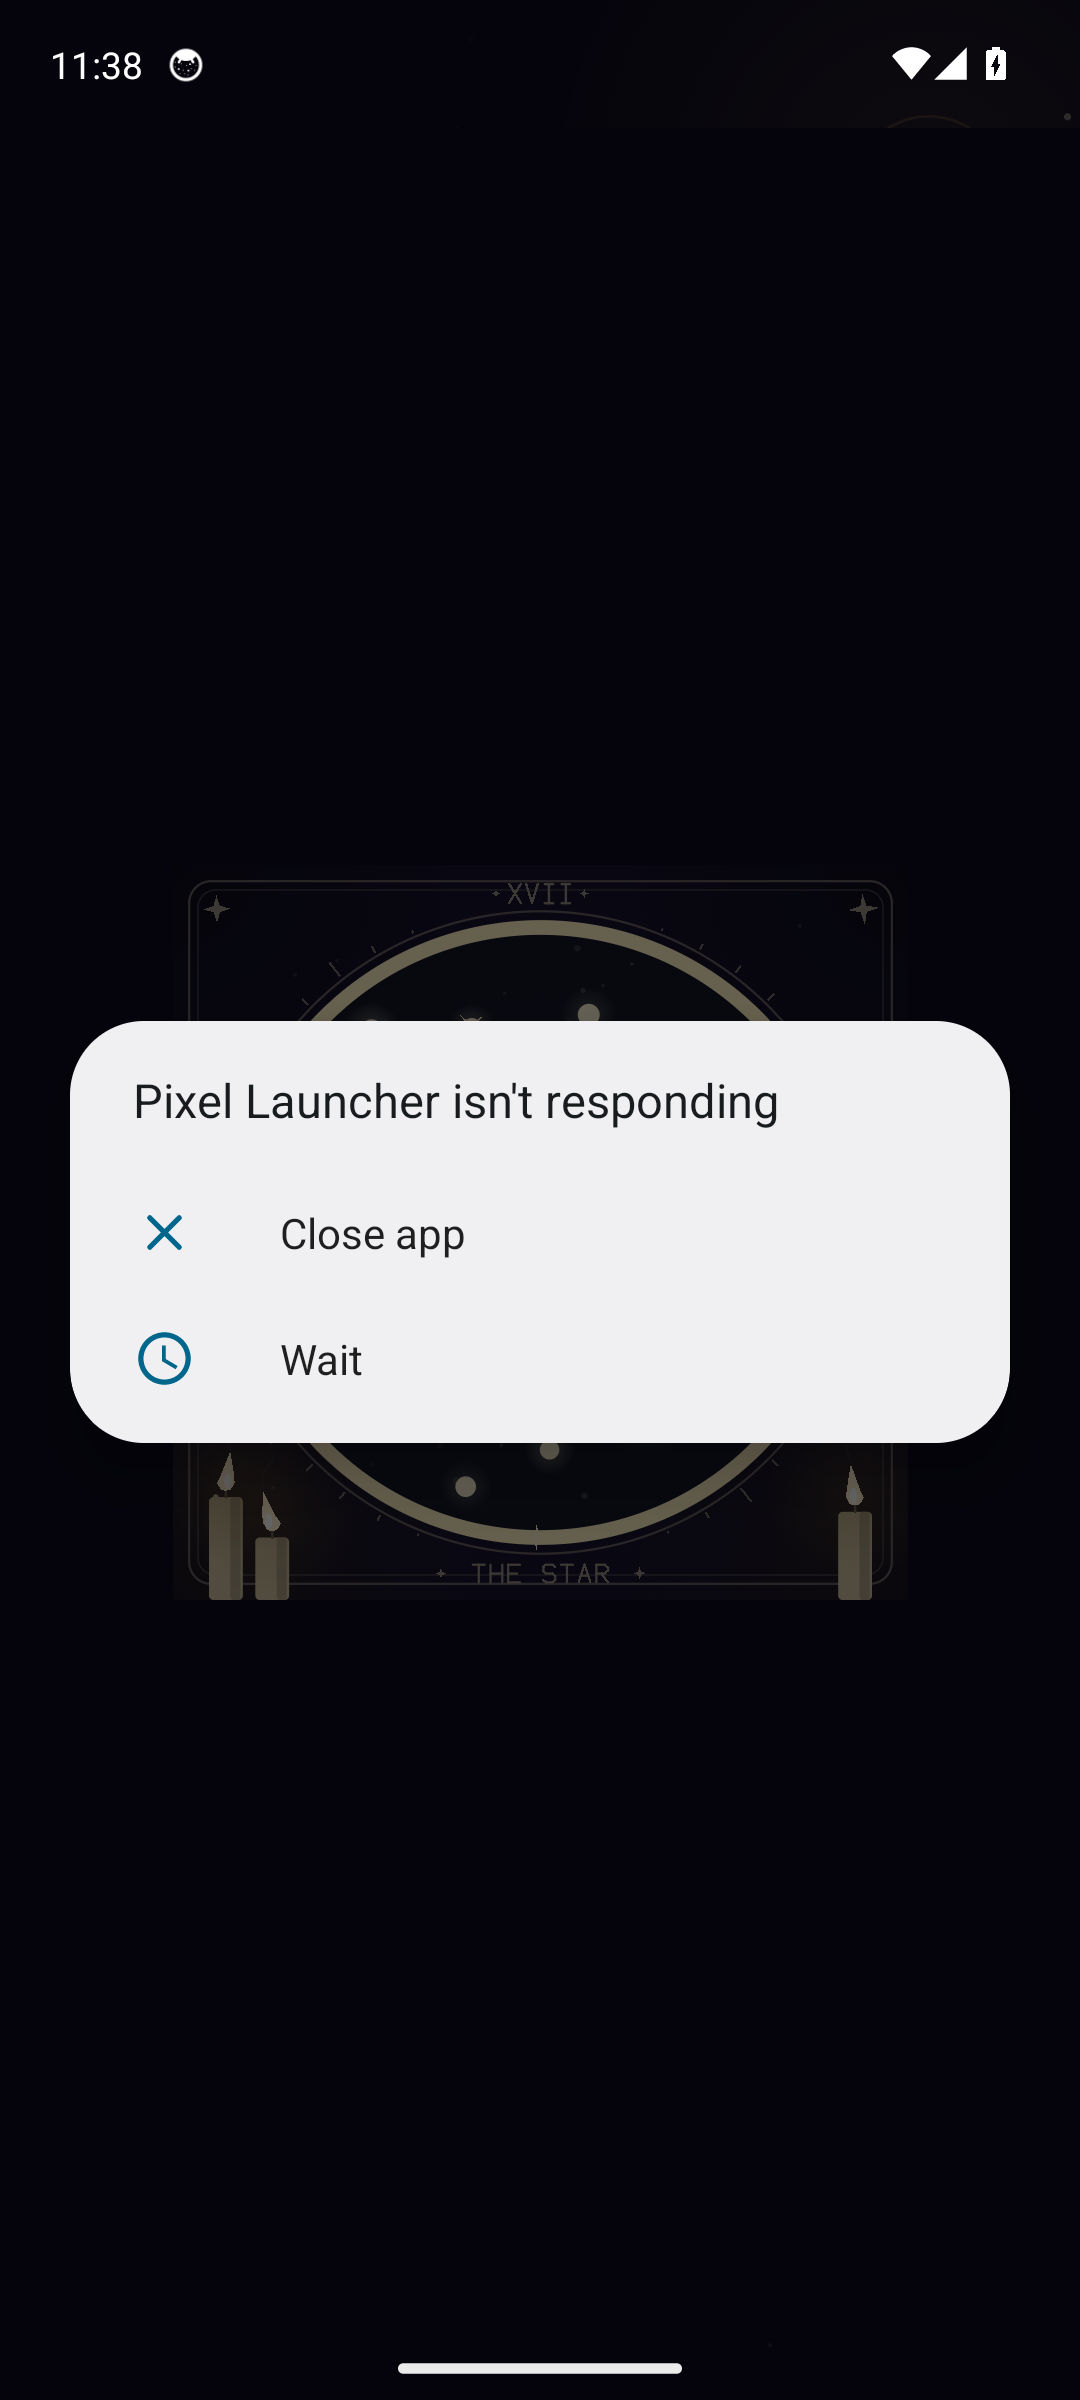 11:38
XVII
Pixel Launcher isn't responding
Close app
Wait
THE STAR